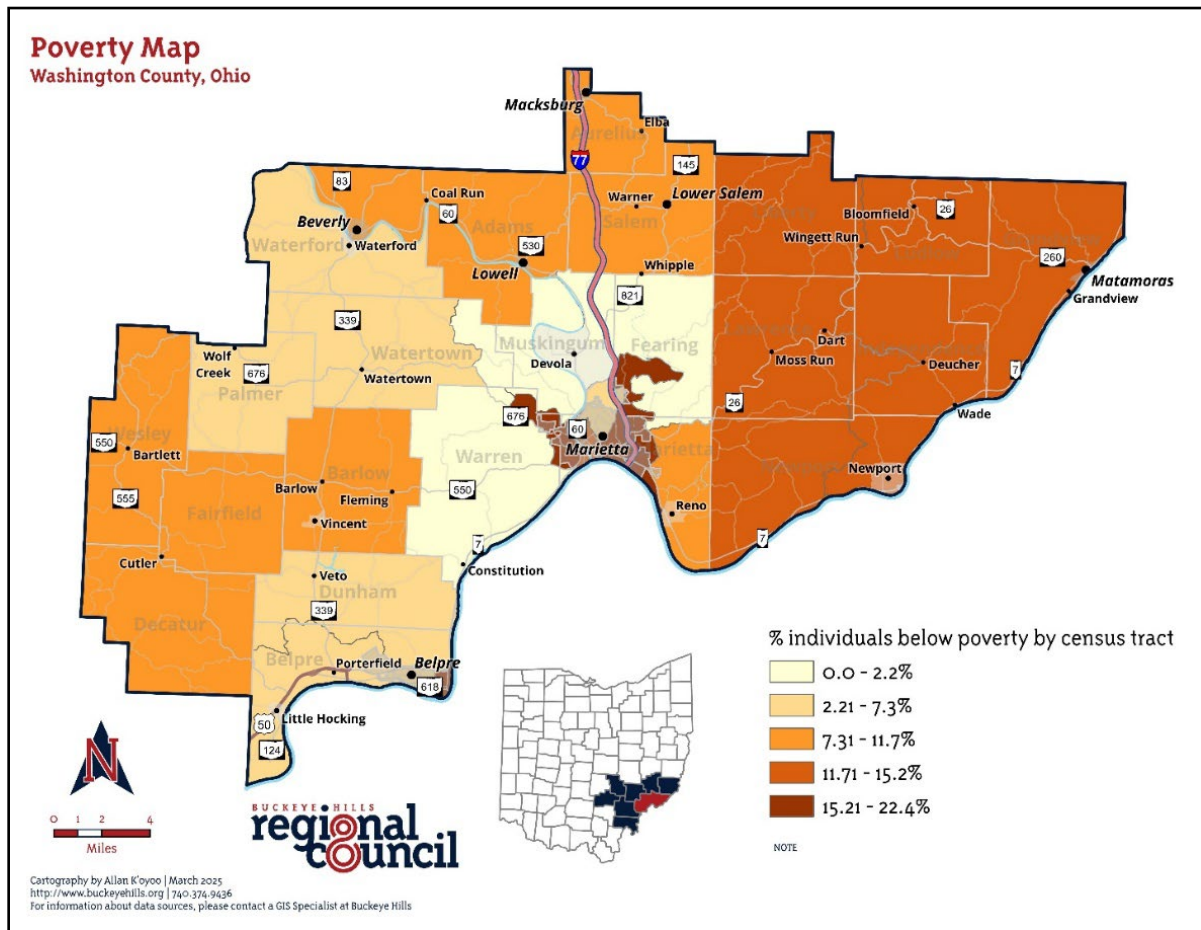 Poverty Map
Washington County, Ohio
Macksburg
Elba
Aurelius
77
145
83
Coal Run
Warner
Lower Salem
60
Adams
Salem
Bloomfield
26
Beverly
Waterford
Waterford
530
Wingett Run
Lowell
Whipple
260
Matamoras
Grandview
821
339
Muskingum
Fearing
Lawrence
Dart
Wolf
Creek
676
Watertown
Devola
Moss Run
Deucher
7
Palmer
Watertown
26
Wade
676
60
Marietta
Marietta
Wesley
550
Bartlett
Warren
Newport
Newport
Barlow
Barlow
Fleming
550
555
Fairfield
Reno
Vincent
7
7
Cutler
Constitution
Veto
Dunham
339
Decatur
Belpre
Porterfield
Belpre
618
Little Hocking
50
124
% individuals below poverty by census tract
0.0 - 2.2%
2.21 - 7.3%
7.31 - 11.7%
11.71 - 15.2%
15.21 - 22.4%
NOTE
N
0 1 2 4
Miles
BUCKEYE HILLS
regional
council
Cartography by Allan K'oyoo | March 2025
http://www.buckeyehills.org | 740.374.9436
For information about data sources, please contact a GIS Specialist at Buckeye Hills